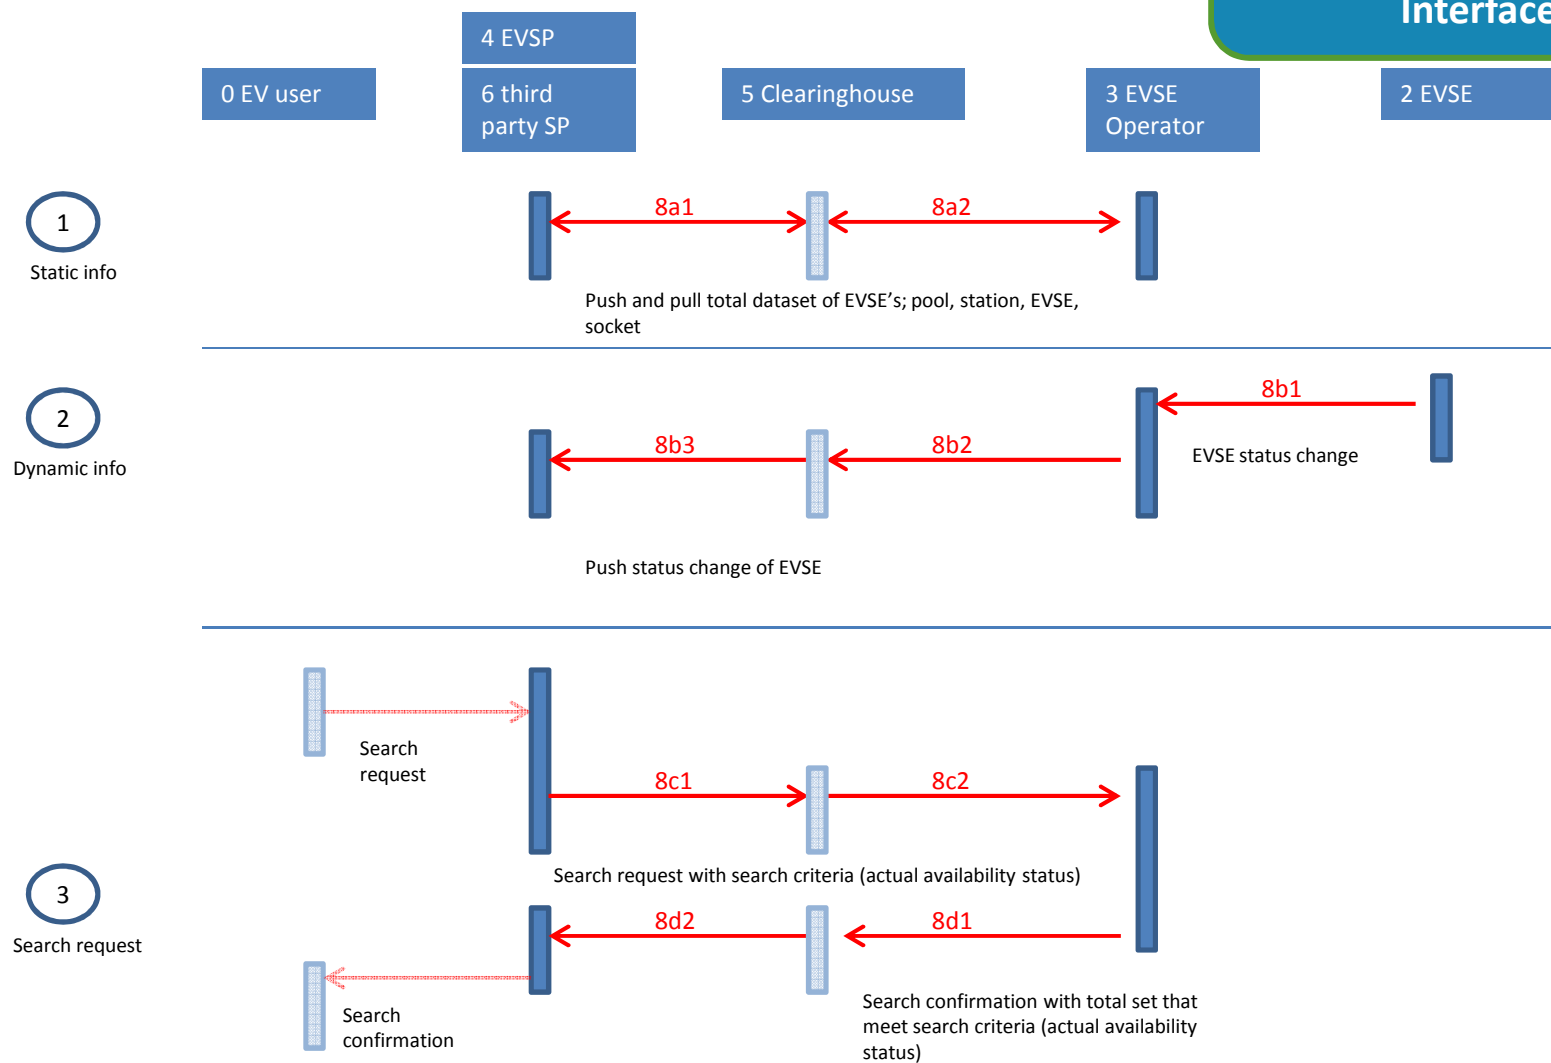 Interface
4 EVSP
0 EV user
6 third
party SP
5 Clearinghouse
3 EVSE
Operator
2 EVSE
1
Static info
8a1
8a2
Push and pull total dataset of EVSE's; pool, station, EVSE,
socket
2
Dynamic info
8b1
8b3
8b2
EVSE status change
Push status change of EVSE
Search
request
8c1
8c2
Search request with search criteria (actual availability status)
3
Search request
8d2
8d1
Search
confirmation
Search confirmation with total set that
meet search criteria (actual availability
status)